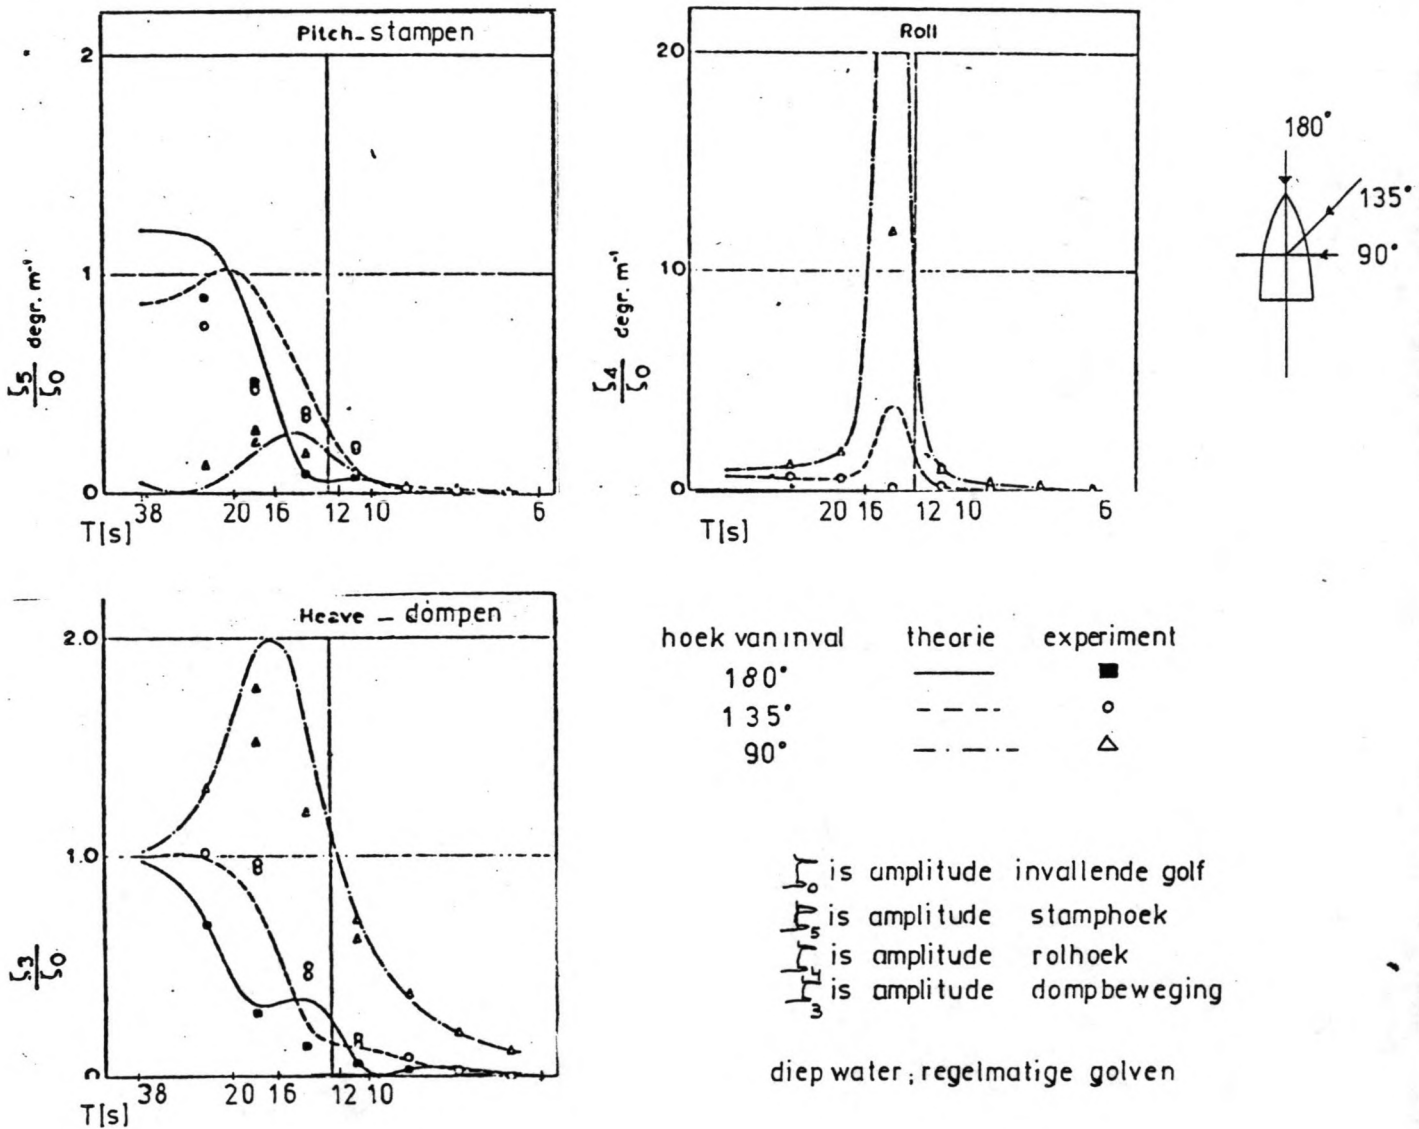 Pitch-stampen
2
1
0
ζ5/ζ0 degr. m⁻¹
38 20 16 12 10 6
T[s]
Roll
20
10
0
ζ4/ζ0 degr. m⁻¹
20 16 12 10 6
T[s]
180°
135°
90°
Heave - dompen
2.0
1.0
0
ζ3/ζ0
38 20 16 12 10
T[s]
hoek van inval theorie experiment
180°
135°
90°
ζ0 is amplitude invallende golf
ζ5 is amplitude stamphoek
ζ4 is amplitude rolhoek
ζ3 is amplitude dompbeweging
diep water; regelmatige golven